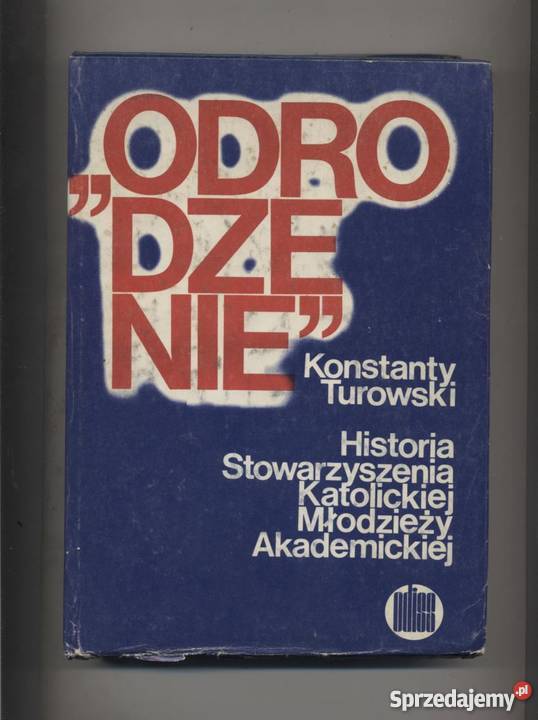 „ODRO
DZE
NIE”
Konstanty
Turowski
Historia
Stowarzyszenia
Katolickiej
Młodzieży
Akademickiej
odiss
Sprzedajemy.pl